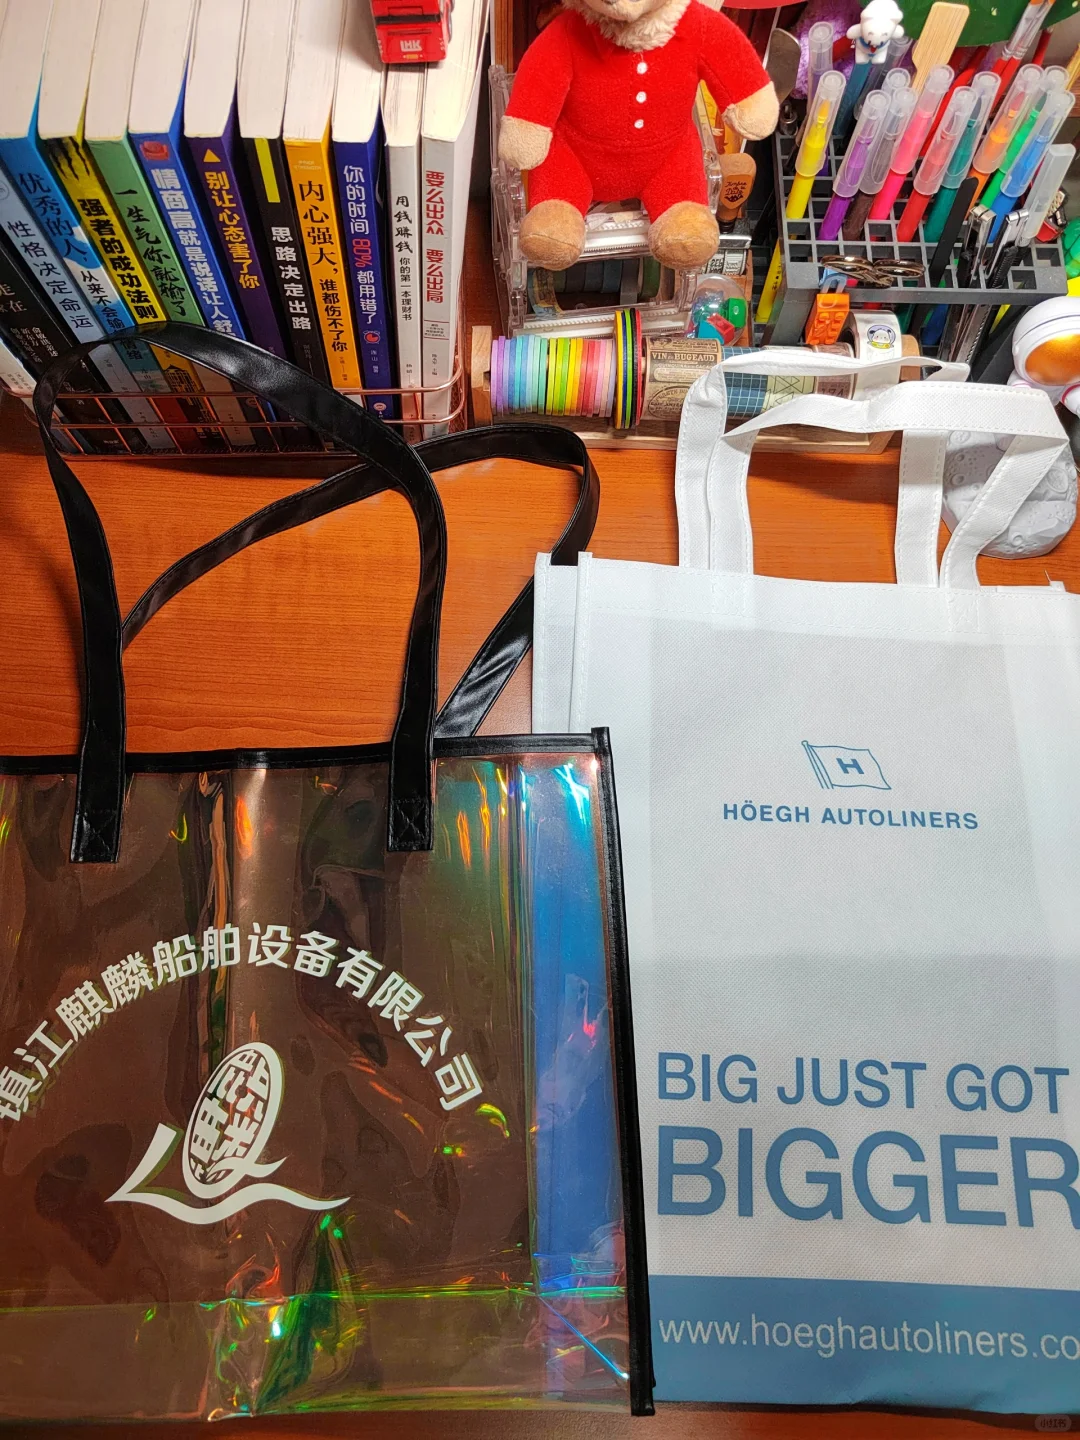 优秀的人，从来不会输给情绪
性格决定命运
强者的成功法则
一生气你就输了
情商高就是说话让人舒
别让心态害了你
思路决定出路
内心强大，谁都伤不了你
你的时间80%都用错了
用钱赚钱 你的第一本理财书
要么出众 要么出局
VIN DE BUGEAUD
HÖEGH AUTOLINERS
H
镇江麒麟船舶设备有限公司
BIG JUST GOT
BIGGER
www.hoeghautoliners.co
小红书